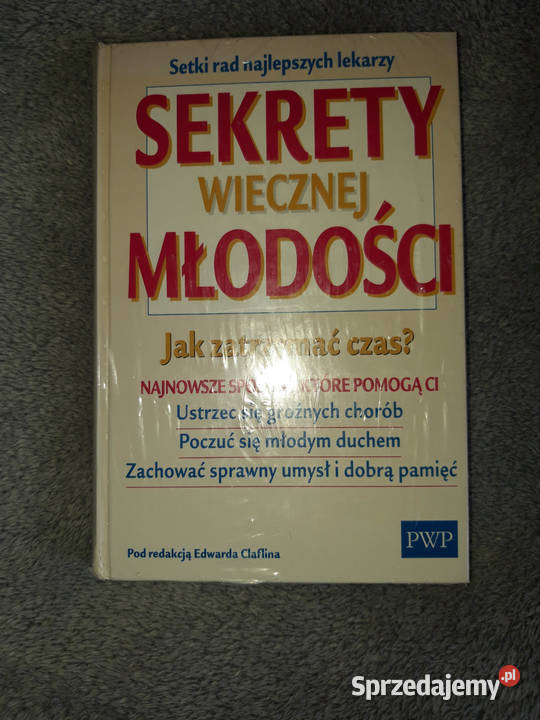 Setki rad najlepszych lekarzy
SEKRETY
WIECZNEJ
MŁODOŚCI
Jak zatrzymać czas?
NAJNOWSZE KTÓRE POMOGĄ CI
Ustrzec się groźnych chorób
Poczuć się młodym duchem
Zachować sprawny umysł i dobrą pamięć
Pod redakcją Edwarda Claflina
PWP
Sprzedajemy.pl